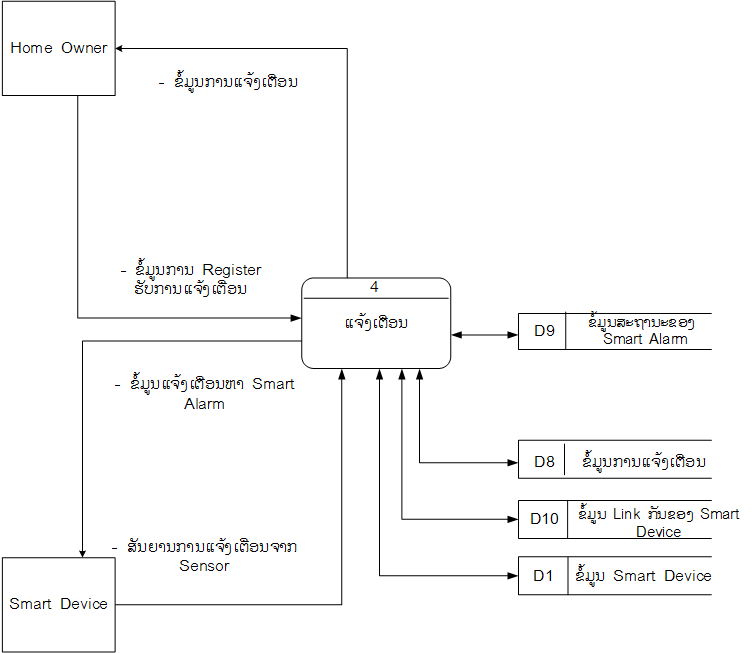 Home Owner
- ຂໍ້ມູນການແຈ້ງເຕືອນ
- ຂໍ້ມູນການ Register
ຮັບການແຈ້ງເຕືອນ
4
ແຈ້ງເຕືອນ
D9
ຂໍ້ມູນສະຖານະຂອງ
Smart Alarm
- ຂໍ້ມູນແຈ້ງເຕືອນຫາ Smart
Alarm
D8
ຂໍ້ມູນການແຈ້ງເຕືອນ
D10
ຂໍ້ມູນ Link ກັນຂອງ Smart
Device
- ສັນຍານການແຈ້ງເຕືອນຈາກ
Sensor
D1
ຂໍ້ມູນ Smart Device
Smart Device